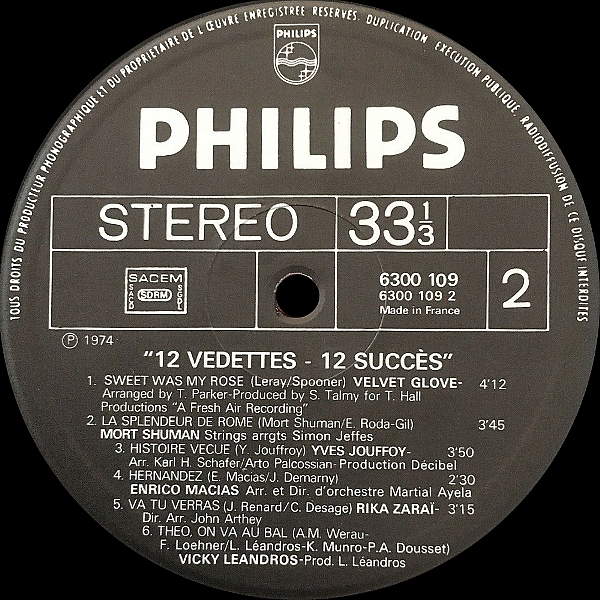 TOUS DROITS DU PRODUCTEUR PHONOGRAPHIQUE ET DU PROPRIETAIRE DE L'ŒUVRE ENREGISTREE RESERVES. DUPLICATION, EXECUTION PUBLIQUE, RADIODIFFUSION DE CE DISQUE INTERDITES
PHILIPS
PHILIPS
STEREO 33 1/3
SACEM
SACD SDRM SGDL
6300 109
6300 109 2
Made in France
2
Ⓟ 1974
"12 VEDETTES - 12 SUCCÈS"
1. SWEET WAS MY ROSE (Leray/Spooner) VELVET GLOVE- 4'12
Arranged by T. Parker-Produced by S. Talmy for T. Hall
Productions "A Fresh Air Recording"
2. LA SPLENDEUR DE ROME (Mort Shuman/E. Roda-Gil) 3'45
MORT SHUMAN Strings arrgts Simon Jeffes
3. HISTOIRE VECUE (Y. Jouffroy) YVES JOUFFOY- 3'50
Arr. Karl H. Schafer/Arto Palcossian-Production Décibel
4. HERNANDEZ (E. Macias/J. Demarny) 2'30
ENRICO MACIAS Arr. et Dir. d'orchestre Martial Ayela
5. VA TU VERRAS (J. Renard/C. Desage) RIKA ZARAÏ- 3'15
Dir. Arr. John Arthey
6. THEO, ON VA AU BAL (A.M. Werau-
F. Loehner/L. Léandros-K. Munro-P.A. Dousset)
VICKY LEANDROS-Prod. L. Léandros